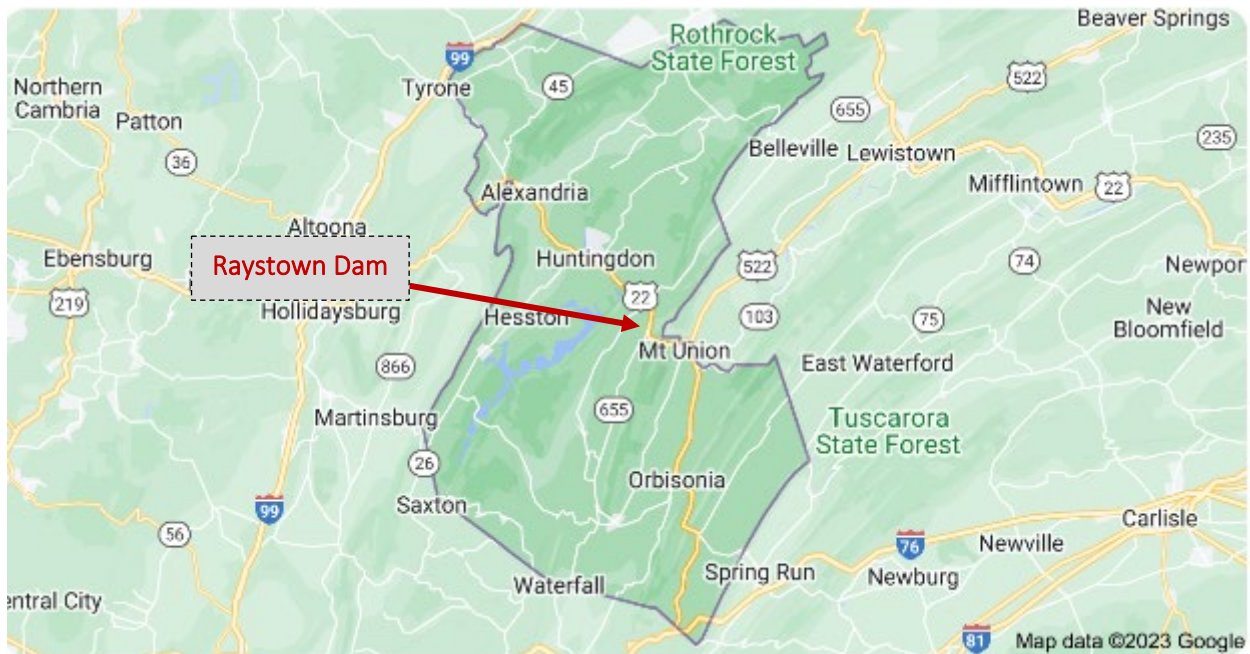 Beaver Springs
Rothrock
State Forest
99
Tyrone
45
522
Northern
Cambria
Patton
655
235
36
Belleville
Lewistown
Mifflintown
22
Alexandria
Altoona
Raystown Dam
Ebensburg
Huntingdon
522
74
Newpor
219
22
Hollidaysburg
Hesston
103
75
New
Bloomfield
Mt Union
866
East Waterford
655
Martinsburg
Tuscarora
State Forest
26
Orbisonia
Saxton
99
56
Carlisle
76
Newville
Waterfall
Spring Run
Newburg
entral City
81
Map data ©2023 Google